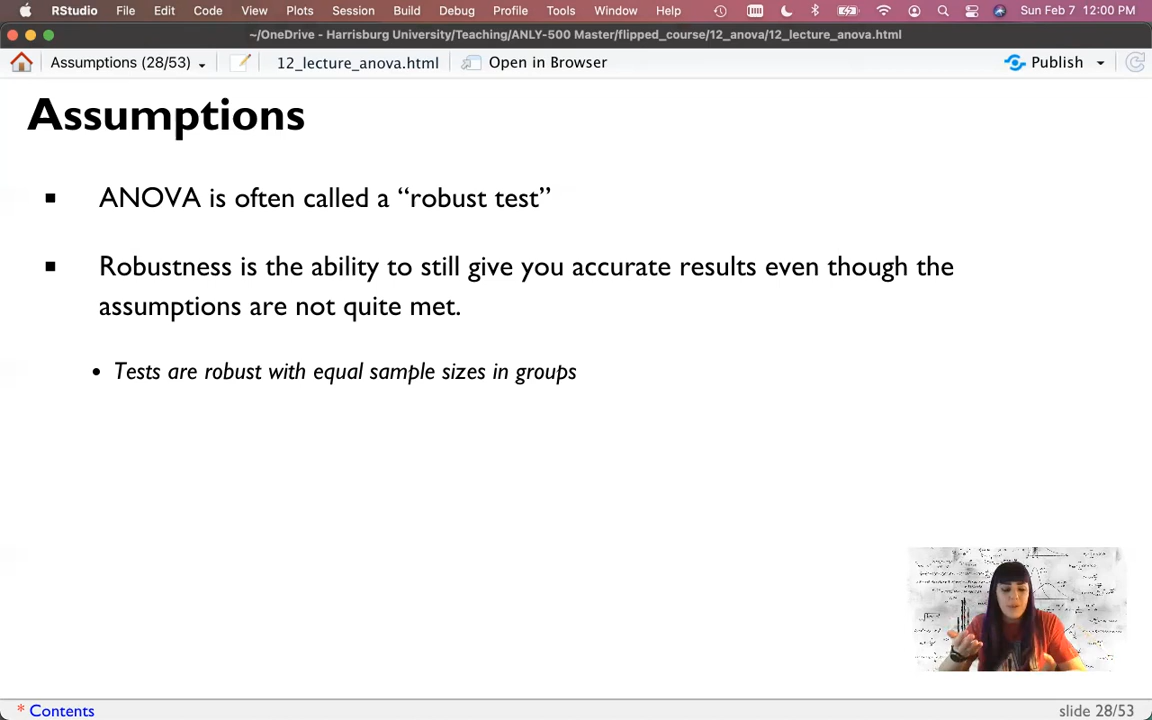 RStudio File Edit Code View Plots Session Build Debug Profile Tools Window Help Sun Feb 7 12:00 PM
~/OneDrive - Harrisburg University/Teaching/ANLY-500 Master/flipped_course/12_anova/12_lecture_anova.html
Assumptions (28/53) 12_lecture_anova.html Open in Browser Publish
Assumptions
ANOVA is often called a “robust test”
Robustness is the ability to still give you accurate results even though the
assumptions are not quite met.
Tests are robust with equal sample sizes in groups
* Contents slide 28/53